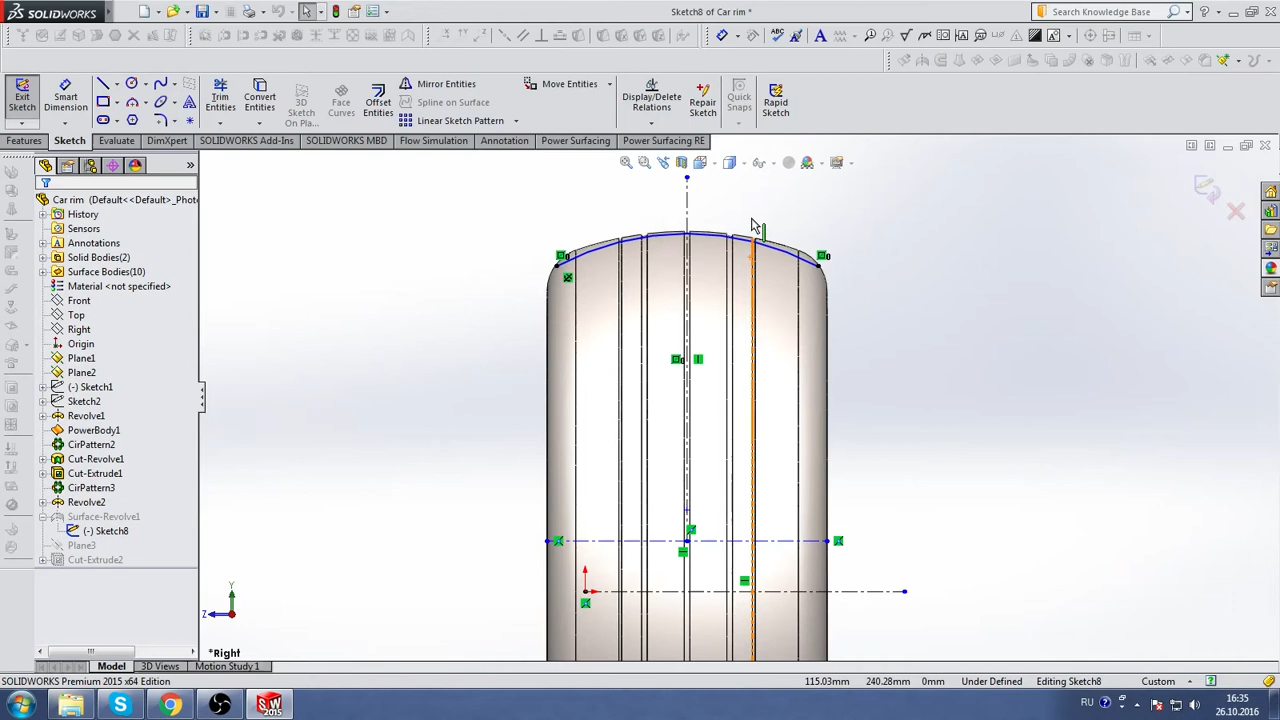 SOLIDWORKS
Sketch8 of Car rim *
Search Knowledge Base
Exit Sketch
Smart Dimension
Trim Entities
Convert Entities
3D Sketch On Pla...
Face Curves
Offset Entities
Mirror Entities
Spline on Surface
Linear Sketch Pattern
Move Entities
Display/Delete Relations
Repair Sketch
Quick Snaps
Rapid Sketch
Features
Sketch
Evaluate
DimXpert
SOLIDWORKS Add-Ins
SOLIDWORKS MBD
Flow Simulation
Annotation
Power Surfacing
Power Surfacing RE
Car rim (Default<<Default>_Photo
History
Sensors
Annotations
Solid Bodies(2)
Surface Bodies(10)
Material <not specified>
Front
Top
Right
Origin
Plane1
Plane2
(-) Sketch1
Sketch2
Revolve1
PowerBody1
CirPattern2
Cut-Revolve1
Cut-Extrude1
CirPattern3
Revolve2
Surface-Revolve1
(-) Sketch8
Plane3
Cut-Extrude2
Y
Z
*Right
Model
3D Views
Motion Study 1
SOLIDWORKS Premium 2015 x64 Edition
115.03mm
240.28mm
0mm
Under Defined
Editing Sketch8
Custom
RU
16:35
26.10.2016